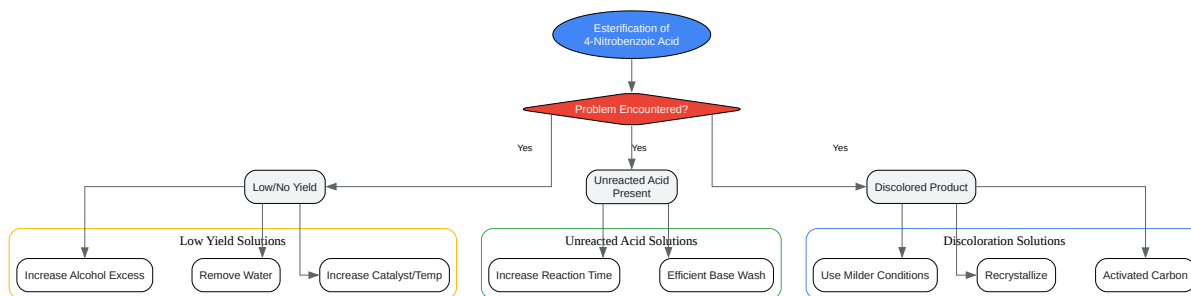 Esterification of
4-Nitrobenzoic Acid
Problem Encountered?
Yes
Yes
Yes
Low/No Yield
Unreacted Acid
Present
Discolored Product
Low Yield Solutions
Unreacted Acid Solutions
Discoloration Solutions
Increase Alcohol Excess
Remove Water
Increase Catalyst/Temp
Increase Reaction Time
Efficient Base Wash
Use Milder Conditions
Recrystallize
Activated Carbon